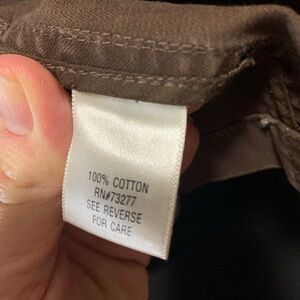 100% COTTON
RN#73277
SEE REVERSE
FOR CARE